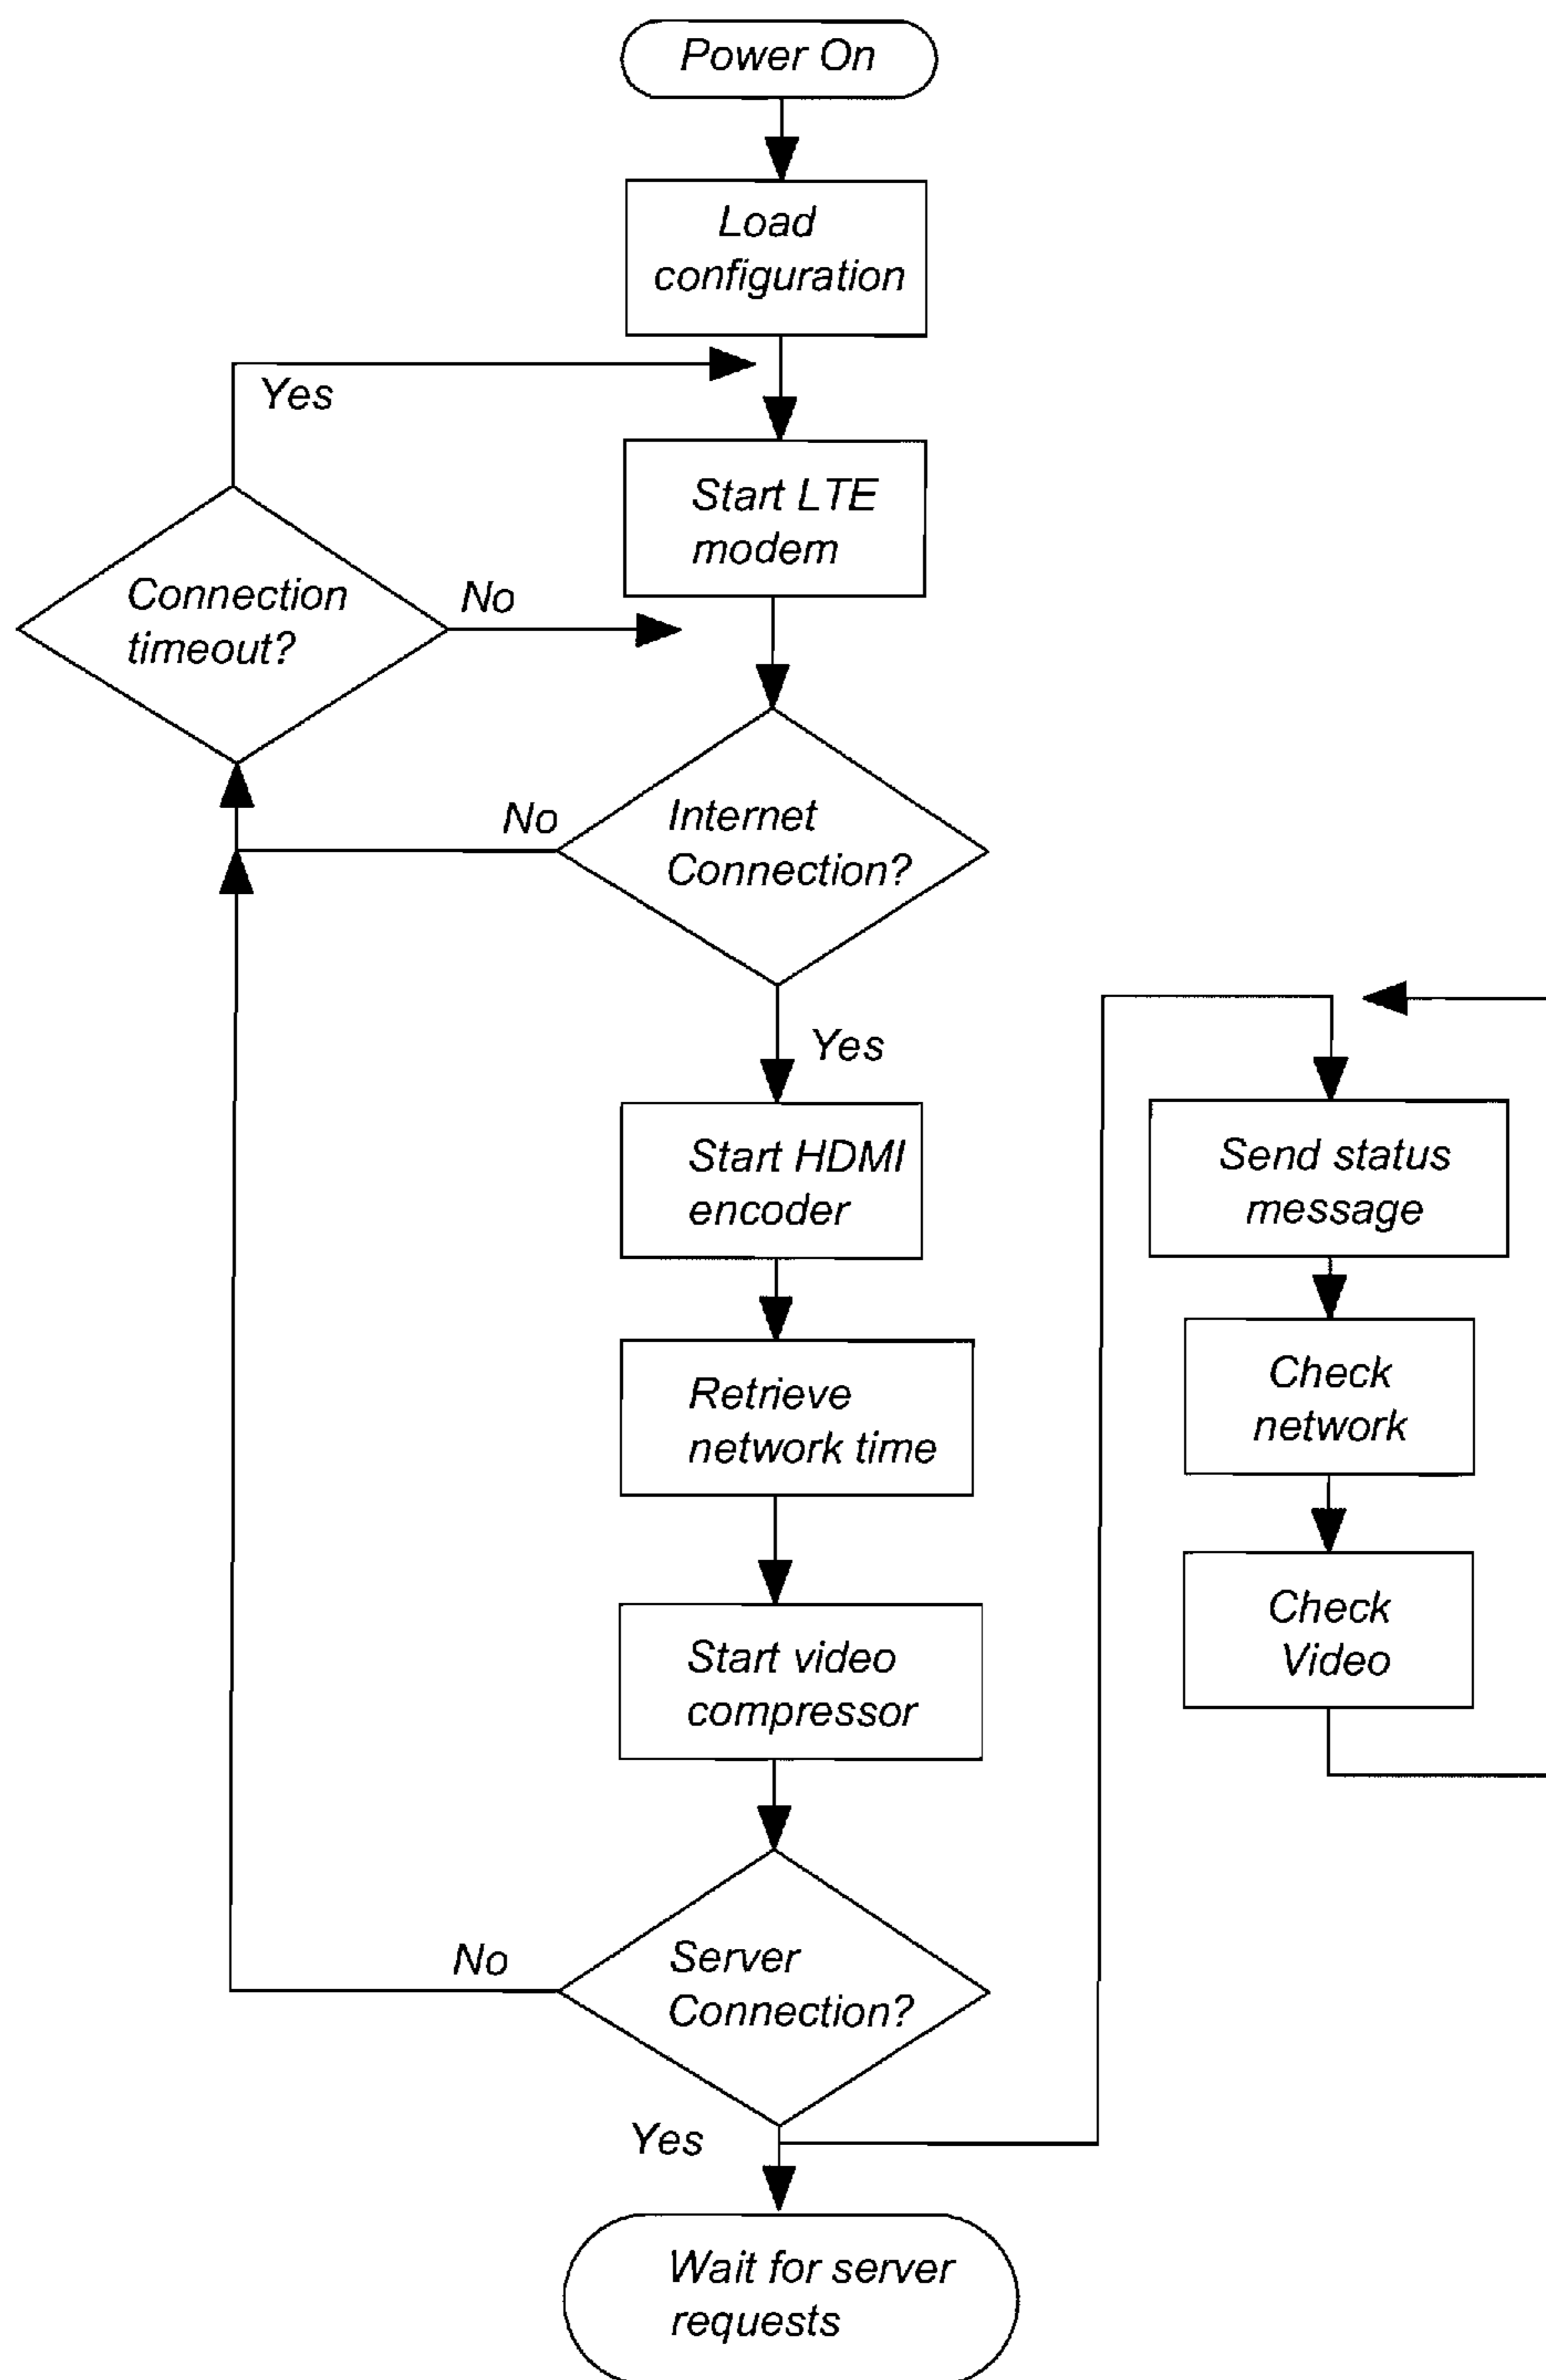 Power On
Load
configuration
Yes
Start LTE
modem
Connection
timeout?
No
Internet
Connection?
No
Yes
Start HDMI
encoder
Retrieve
network time
Start video
compressor
Server
Connection?
No
Yes
Wait for server
requests
Send status
message
Check
network
Check
Video